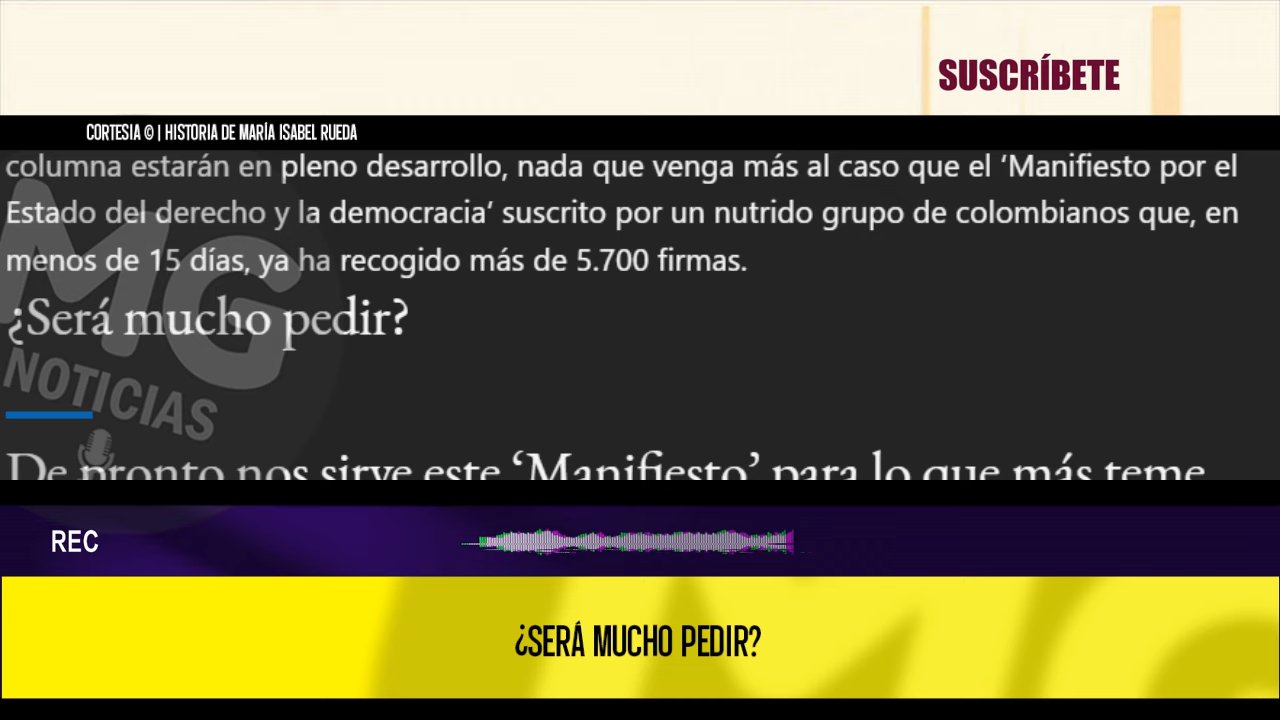 SUSCRÍBETE
CORTESIA © | HISTORIA DE MARÍA ISABEL RUEDA
columna estarán en pleno desarrollo, nada que venga más al caso que el ‘Manifiesto por el
Estado del derecho y la democracia’ suscrito por un nutrido grupo de colombianos que, en
menos de 15 días, ya ha recogido más de 5.700 firmas.
¿Será mucho pedir?
MG
NOTICIAS
De pronto nos sirve este ‘Manifiesto’ para lo que más teme
REC
¿SERÁ MUCHO PEDIR?